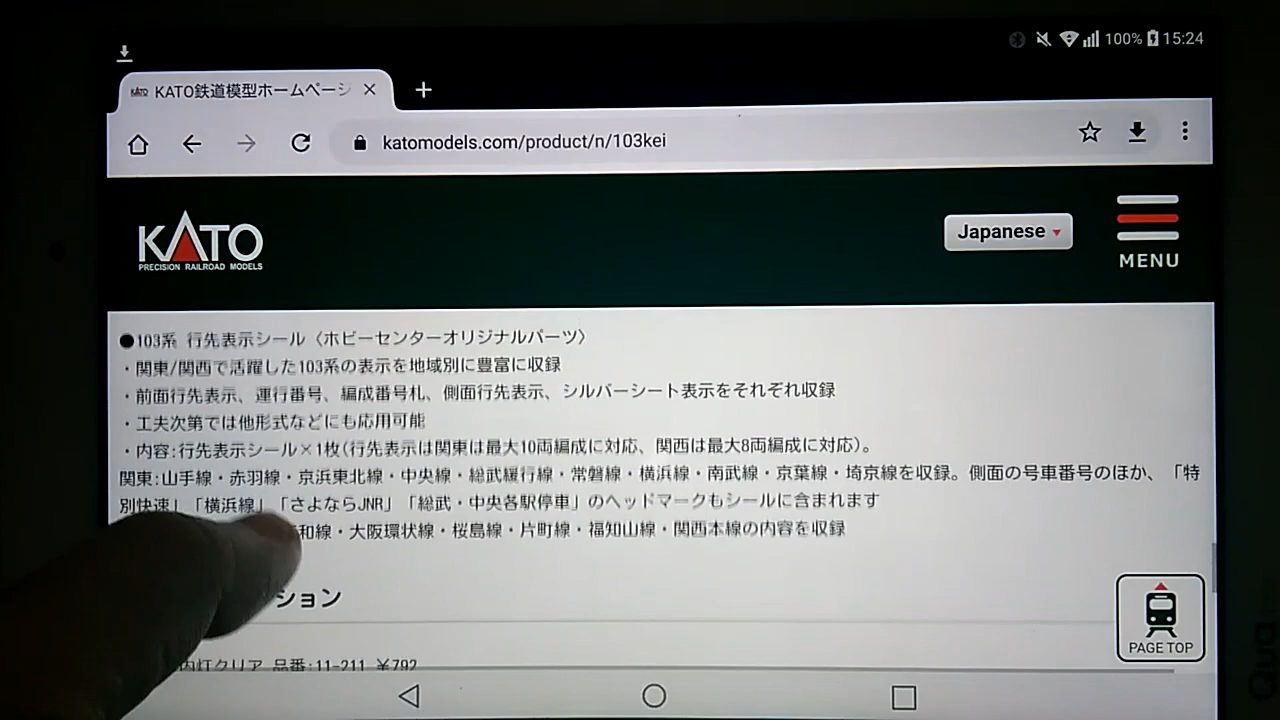 100% 15:24
KATO KATO鉄道模型ホームページ
katomodels.com/product/n/103kei
KATO
PRECISION RAILROAD MODELS
Japanese
MENU
●103系 行先表示シール〈ホビーセンターオリジナルパーツ〉
・関東/関西で活躍した103系の表示を地域別に豊富に収録
・前面行先表示、運行番号、編成番号札、側面行先表示、シルバーシート表示をそれぞれ収録
・工夫次第では他形式などにも応用可能
・内容:行先表示シール×1枚(行先表示は関東は最大10両編成に対応、関西は最大8両編成に対応)。
関東:山手線・赤羽線・京浜東北線・中央線・総武緩行線・常磐線・横浜線・南武線・京葉線・埼京線を収録。側面の号車番号のほか、「特
別快速」「横浜線」「さよならJNR」「総武・中央各駅停車」のヘッドマークもシールに含まれます
和線・大阪環状線・桜島線・片町線・福知山線・関西本線の内容を収録
ション
内灯クリア 品番:11-211 ¥792
PAGE TOP
Qua